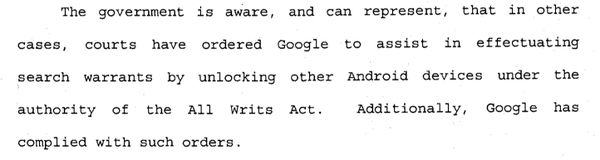 The government is aware, and can represent, that in other
cases, courts have ordered Google to assist in effectuating
search warrants by unlocking other Android devices under the
authority of the All Writs Act. Additionally, Google has
complied with such orders.